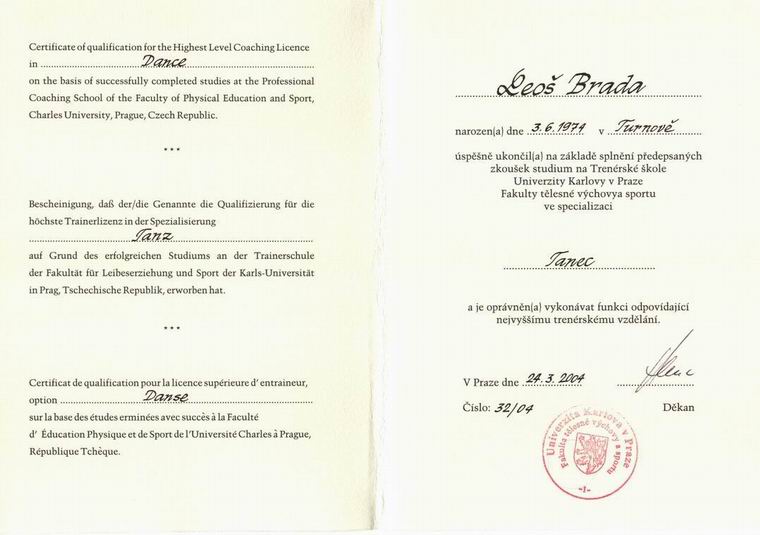 Certificate of qualification for the Highest Level Coaching Licence
in Dance
on the basis of successfully completed studies at the Professional
Coaching School of the Faculty of Physical Education and Sport,
Charles University, Prague, Czech Republic.
* * *
Bescheinigung, daß der/die Genannte die Qualifizierung für die
höchste Trainerlizenz in der Spezialisierung
Tanz
auf Grund des erfolgreichen Studiums an der Trainerschule
der Fakultät für Leibeserziehung und Sport der Karls-Universität
in Prag, Tschechische Republik, erworben hat.
* * *
Certificat de qualification pour la licence supérieure d' entraineur,
option Danse
sur la base des études erminées avec succès à la Faculté
d' Éducation Physique et de Sport de l'Université Charles à Prague,
République Tchèque.
Leoš Brada
narozen(a) dne 3.6.1971 v Turnově
úspěšně ukončil(a) na základě splnění předepsaných
zkoušek studium na Trenérské škole
Univerzity Karlovy v Praze
Fakulty tělesné výchovya sportu
ve specializaci
Tanec
a je oprávněn(a) vykonávat funkci odpovídající
nejvyššímu trenérskému vzdělání.
V Praze dne 24.3.2004
Číslo: 32/04 Děkan
Univerzita Karlova v Praze
Fakulta tělesné výchovy a sportu
-1-